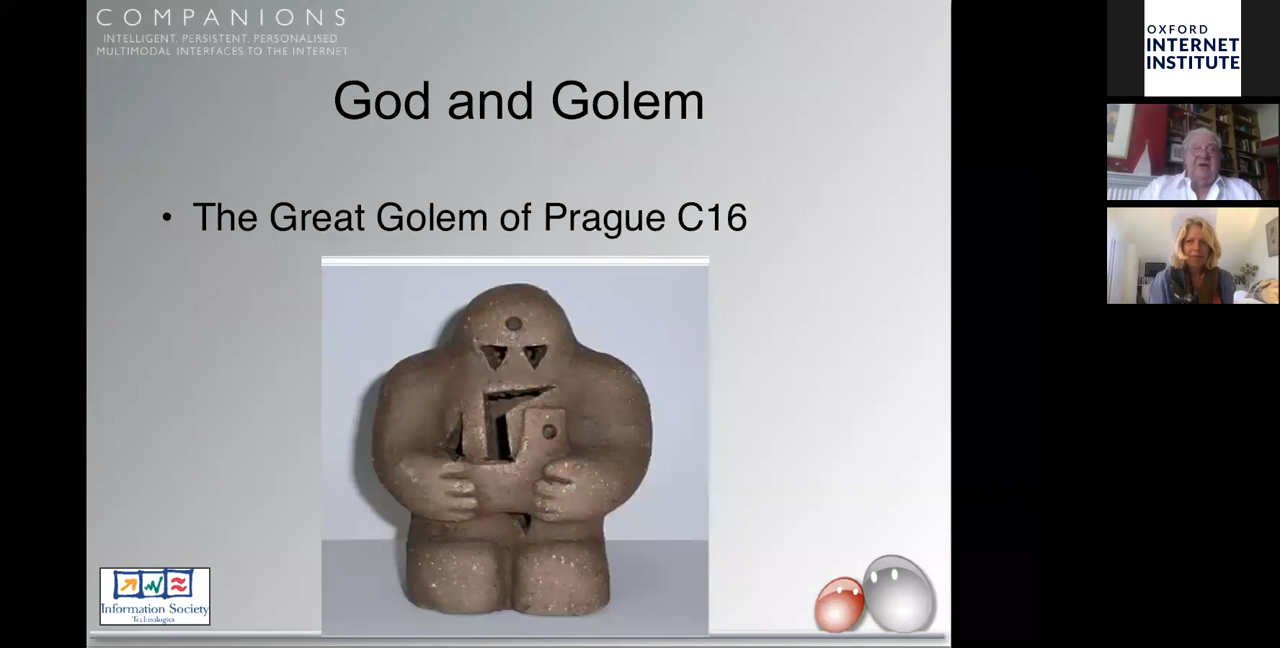 COMPANIONS
INTELLIGENT. PERSISTENT. PERSONALISED
MULTIMODAL INTERFACES TO THE INTERNET
God and Golem
• The Great Golem of Prague C16
Information Society
Technologies
OXFORD
INTERNET
INSTITUTE